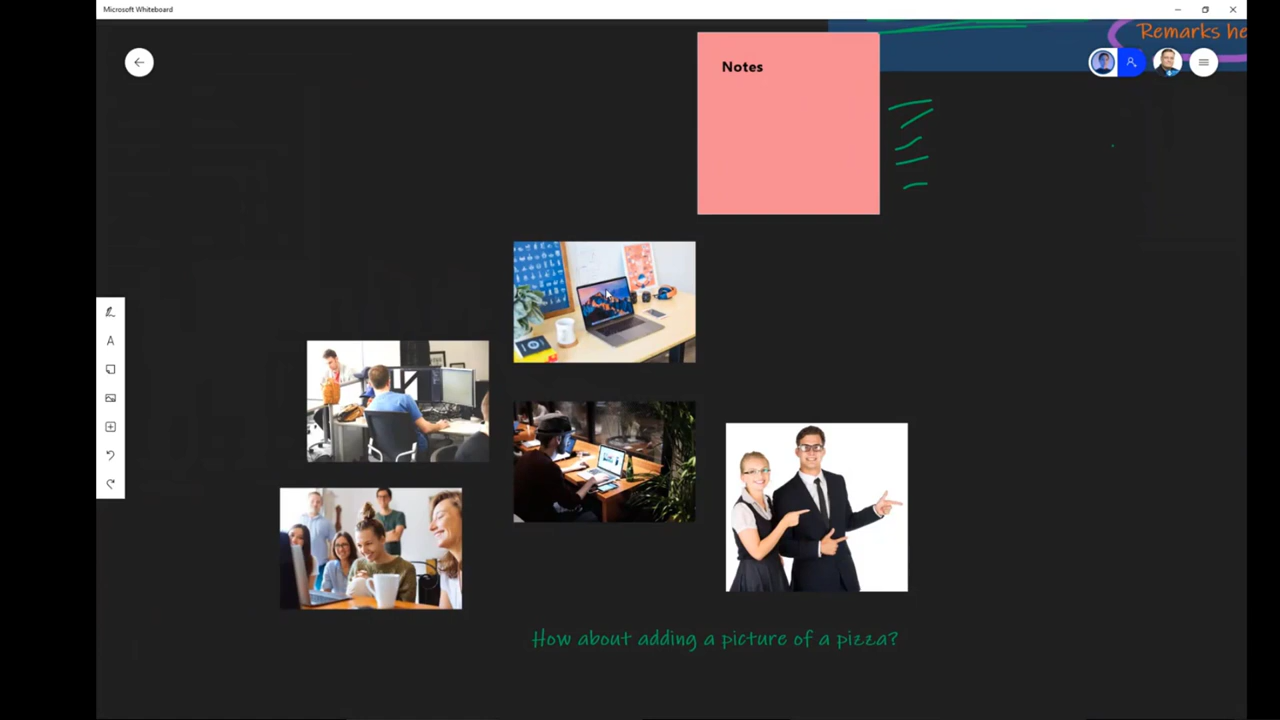 Microsoft Whiteboard
Remarks he
Notes
A
How about adding a picture of a pizza?